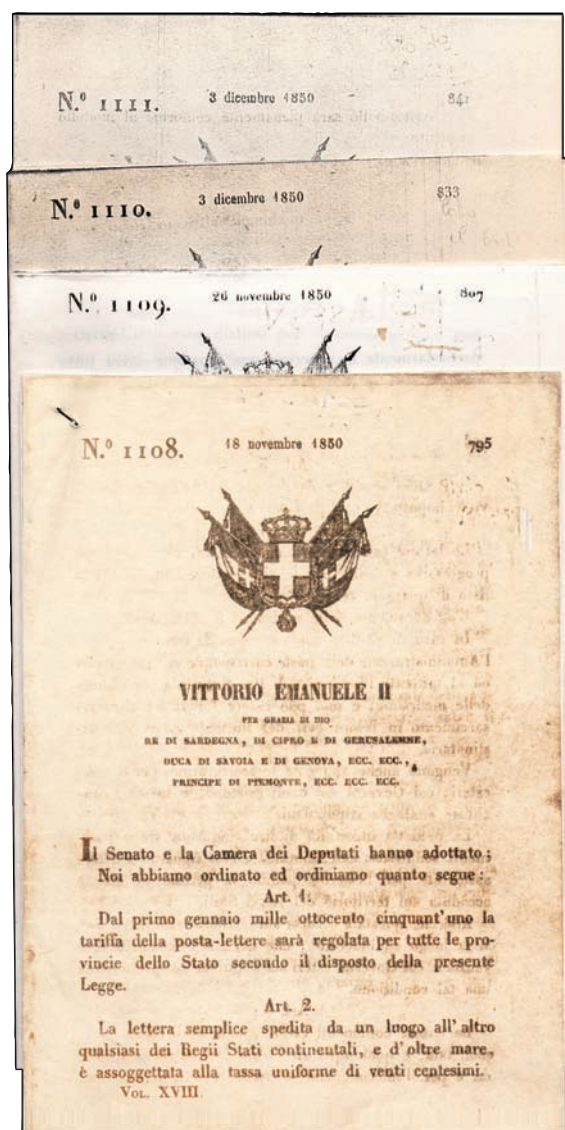 N.º 1111. 3 dicembre 1850 841
N.º 1110. 3 dicembre 1850 833
N.º 1109. 26 novembre 1850 807
N.º 1108. 18 novembre 1850 795
VITTORIO EMANUELE II
PER GRAZIA DI DIO
RE DI SARDEGNA, DI CIPRO E DI GERUSALEMME,
DUCA DI SAVOIA E DI GENOVA, ECC. ECC.,
PRINCIPE DI PIEMONTE, ECC. ECC. ECC.
Il Senato e la Camera dei Deputati hanno adottato;
Noi abbiamo ordinato ed ordiniamo quanto segue:
Art. 1.
Dal primo gennaio mille ottocento cinquant'uno la
tariffa della posta-lettere sarà regolata per tutte le pro-
vincie dello Stato secondo il disposto della presente
Legge.
Art. 2.
La lettera semplice spedita da un luogo all'altro
qualsiasi dei Regii Stati continentali, e d'oltre mare,
è assoggettata alla tassa uniforme di venti centesimi.
VOL. XVIII